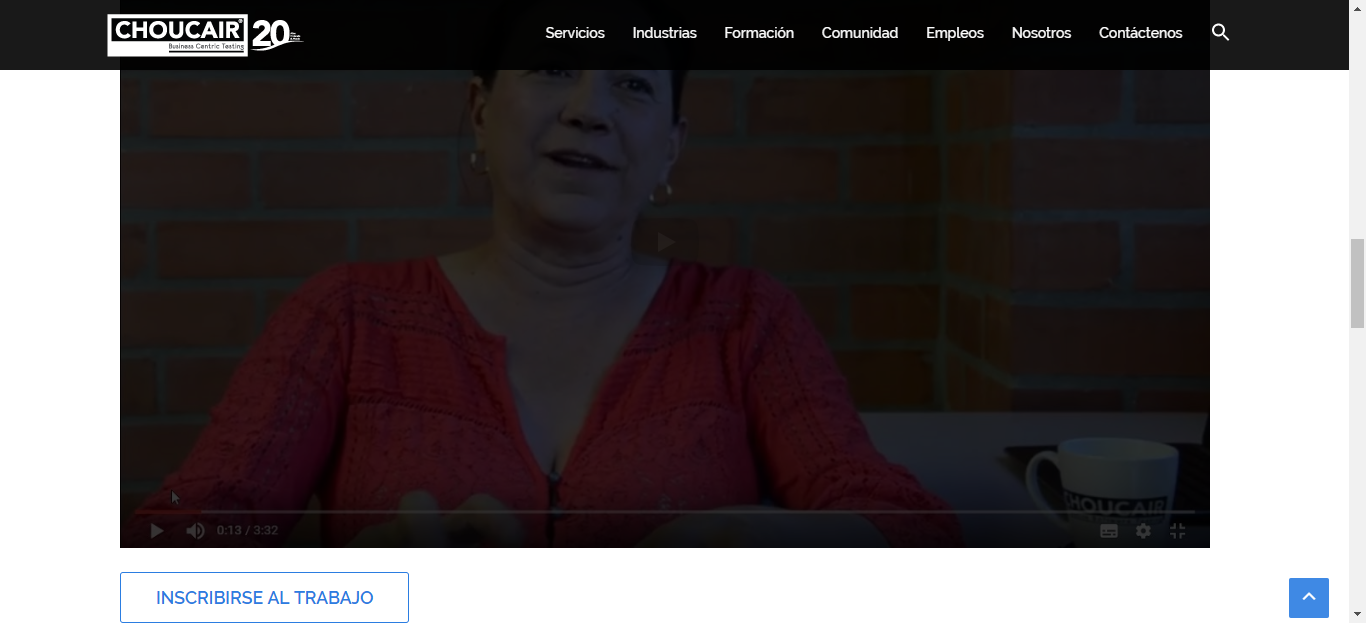 CHOUCAIR
Business Centric Testing
20
Servicios
Industrias
Formación
Comunidad
Empleos
Nosotros
Contáctenos
CHOUCAIR
0:13 / 3:32
INSCRIBIRSE AL TRABAJO